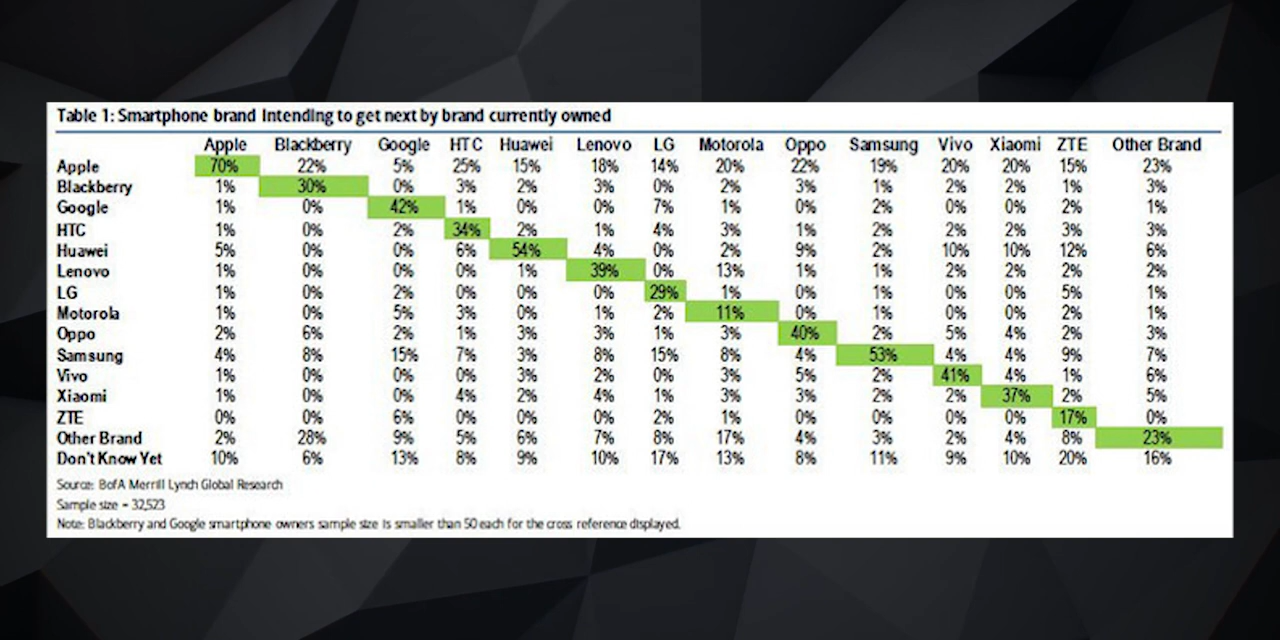 Table 1: Smartphone brand intending to get next by brand currently owned
Apple Blackberry Google HTC Huawei Lenovo LG Motorola Oppo Samsung Vivo Xiaomi ZTE Other Brand
Apple 70% 22% 5% 25% 15% 18% 14% 20% 22% 19% 20% 20% 15% 23%
Blackberry 1% 30% 0% 3% 2% 3% 0% 2% 3% 1% 2% 2% 1% 3%
Google 1% 0% 42% 1% 0% 0% 7% 1% 0% 2% 0% 0% 2% 1%
HTC 1% 0% 2% 34% 2% 1% 4% 3% 1% 2% 2% 2% 3% 3%
Huawei 5% 0% 0% 6% 54% 4% 0% 2% 9% 2% 10% 10% 12% 6%
Lenovo 1% 0% 0% 0% 1% 39% 0% 13% 1% 1% 2% 2% 2% 2%
LG 1% 0% 2% 0% 0% 0% 29% 1% 0% 1% 0% 0% 5% 1%
Motorola 1% 0% 5% 3% 0% 1% 2% 11% 0% 1% 0% 0% 2% 1%
Oppo 2% 6% 2% 1% 3% 3% 1% 3% 40% 2% 5% 4% 2% 3%
Samsung 4% 8% 15% 7% 3% 8% 15% 8% 4% 53% 4% 4% 9% 7%
Vivo 1% 0% 0% 0% 3% 2% 0% 3% 5% 2% 41% 4% 1% 6%
Xiaomi 1% 0% 0% 4% 2% 4% 1% 3% 3% 2% 2% 37% 2% 5%
ZTE 0% 0% 6% 0% 0% 0% 2% 1% 0% 0% 0% 0% 17% 0%
Other Brand 2% 28% 9% 5% 6% 7% 8% 17% 4% 3% 2% 4% 8% 23%
Don't Know Yet 10% 6% 13% 8% 9% 10% 17% 13% 8% 11% 9% 10% 20% 16%
Source: BofA Merrill Lynch Global Research
Sample size = 32,523
Note: Blackberry and Google smartphone owners sample size is smaller than 50 each for the cross reference displayed.